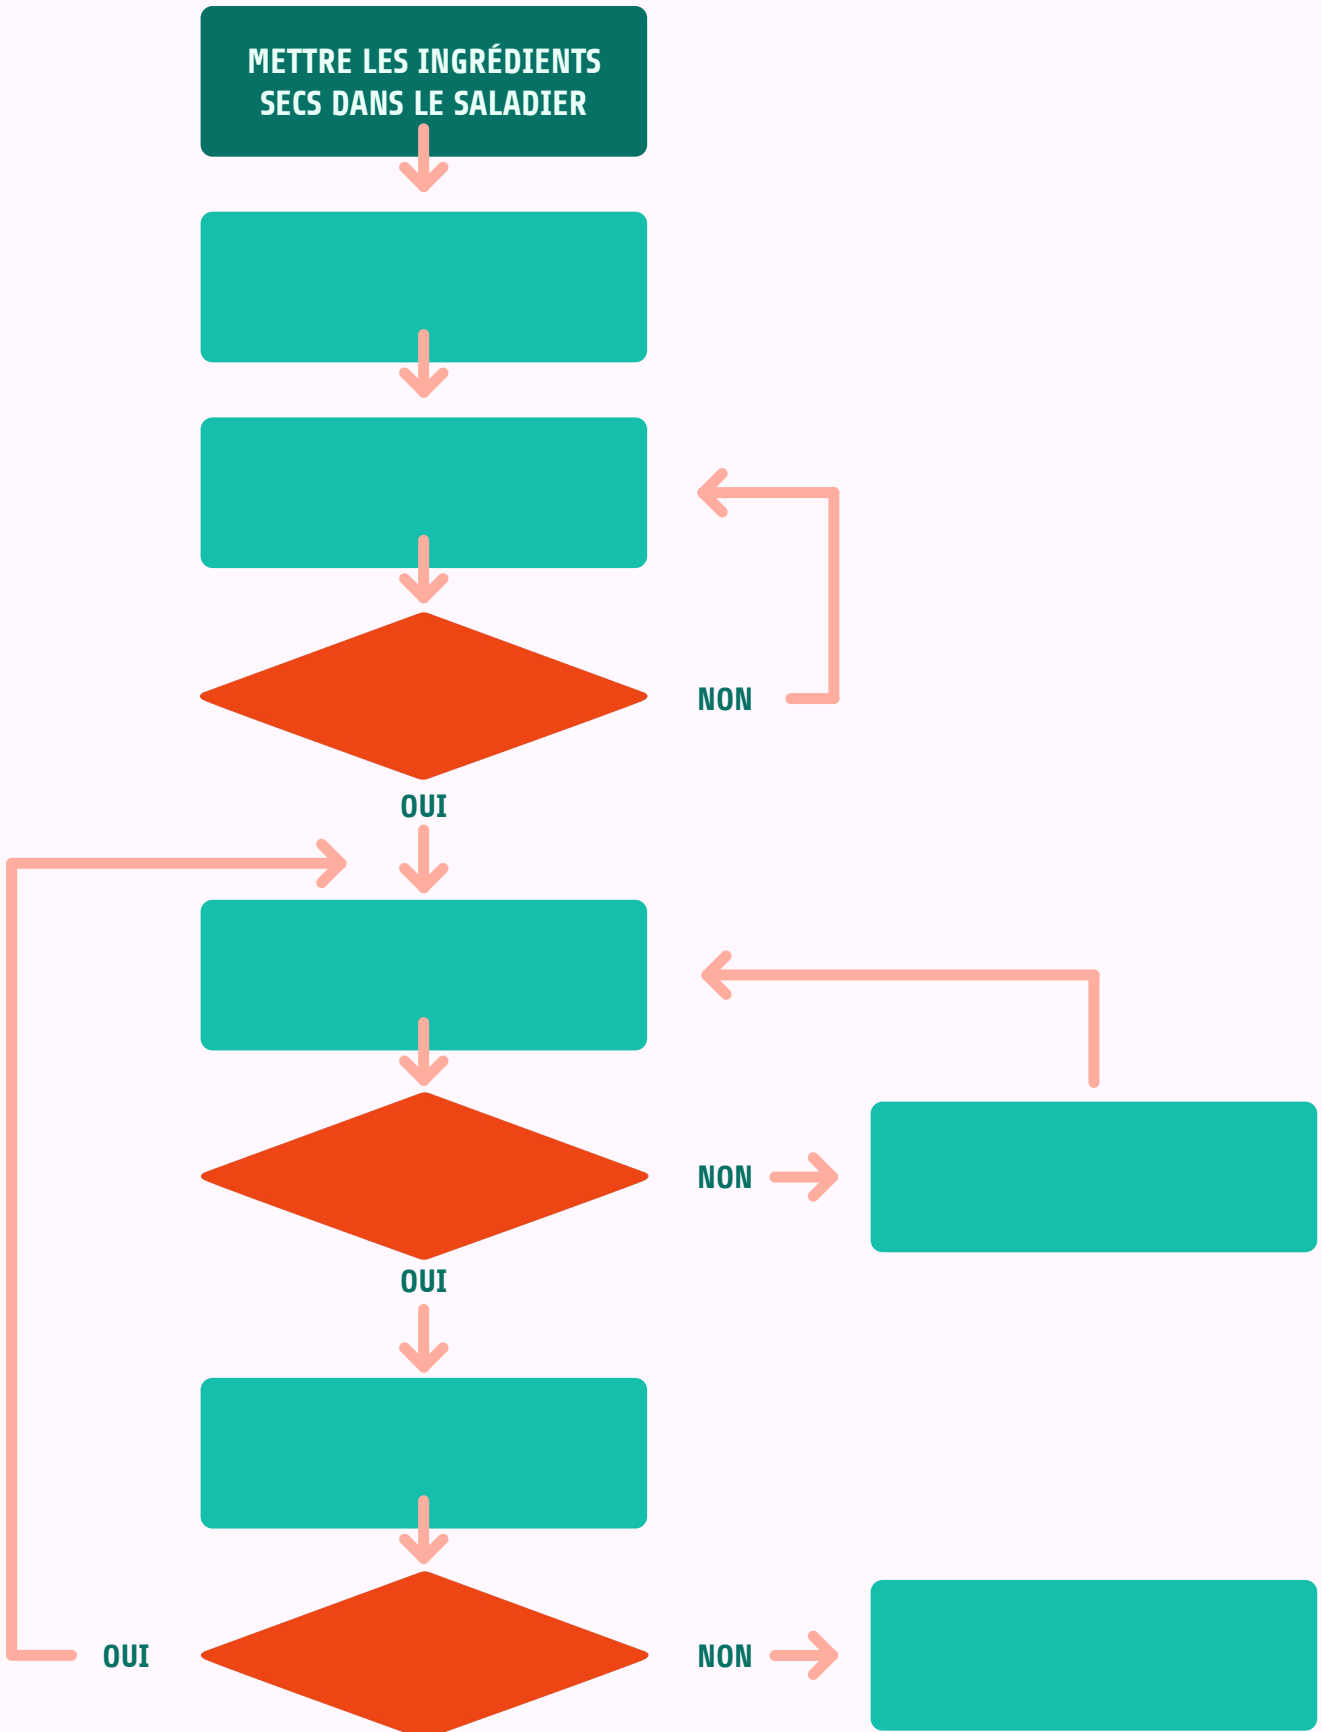 METTRE LES INGRÉDIENTS
SECS DANS LE SALADIER
NON
OUI
NON
OUI
OUI
NON